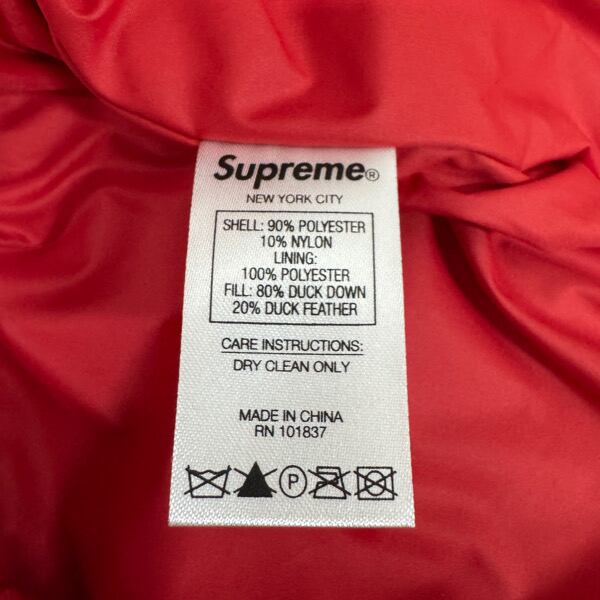 Supreme®
NEW YORK CITY
SHELL: 90% POLYESTER
10% NYLON
LINING:
100% POLYESTER
FILL: 80% DUCK DOWN
20% DUCK FEATHER
CARE INSTRUCTIONS:
DRY CLEAN ONLY
MADE IN CHINA
RN 101837
P